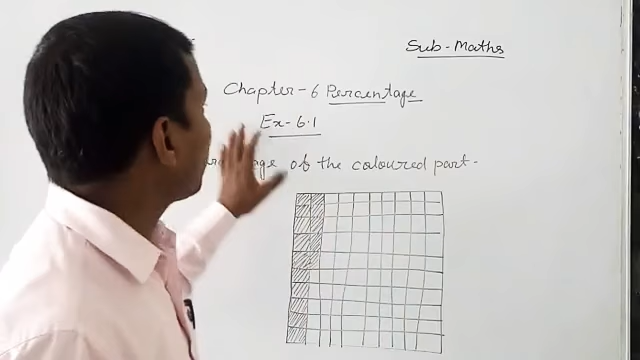 Sub - Maths
Chapter - 6 Percentage
Ex - 6.1
of the coloured part -